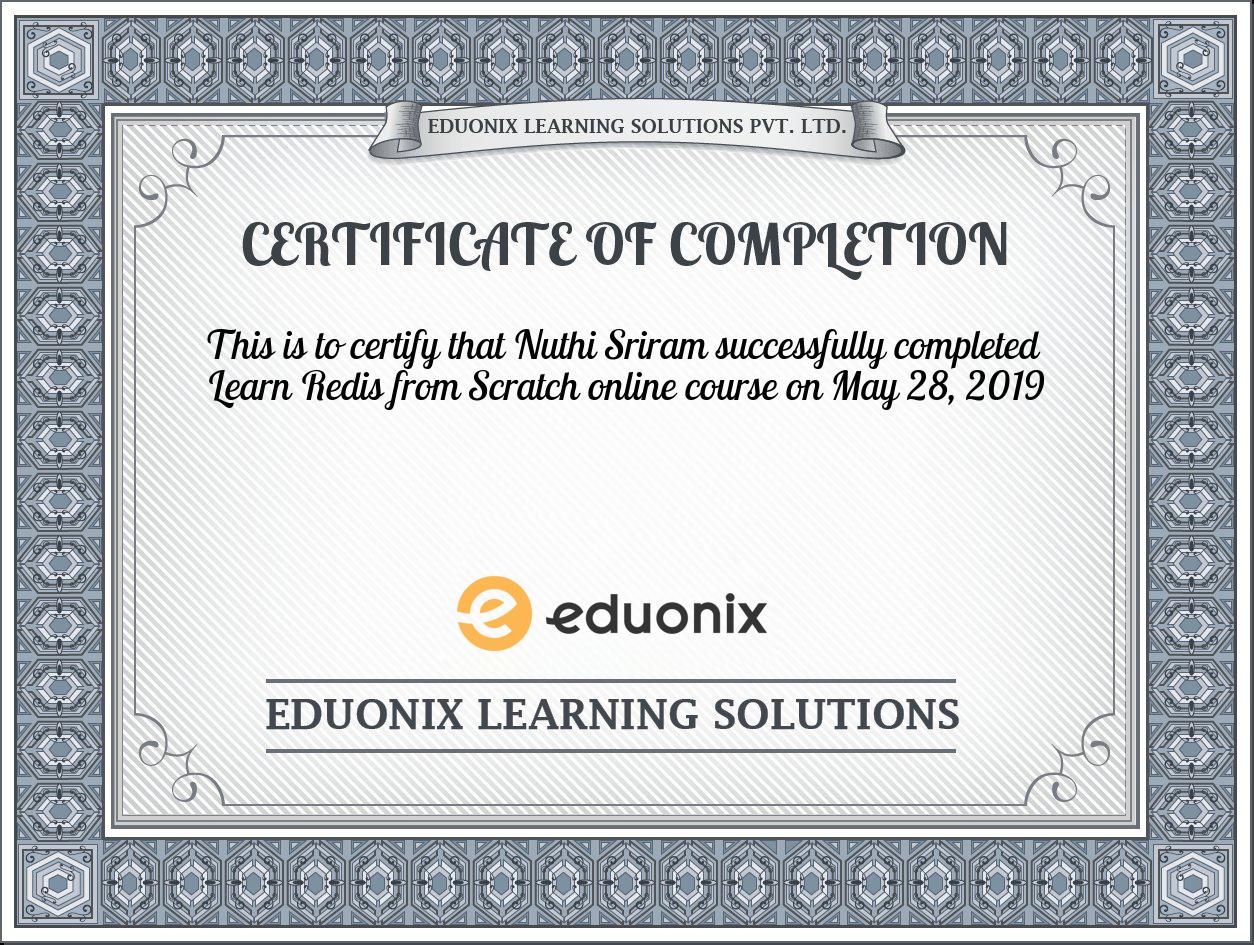 EDUONIX LEARNING SOLUTIONS PVT. LTD.
CERTIFICATE OF COMPLETION
This is to certify that Nuthi Sriram successfully completed
Learn Redis from Scratch online course on May 28, 2019
eduonix
EDUONIX LEARNING SOLUTIONS